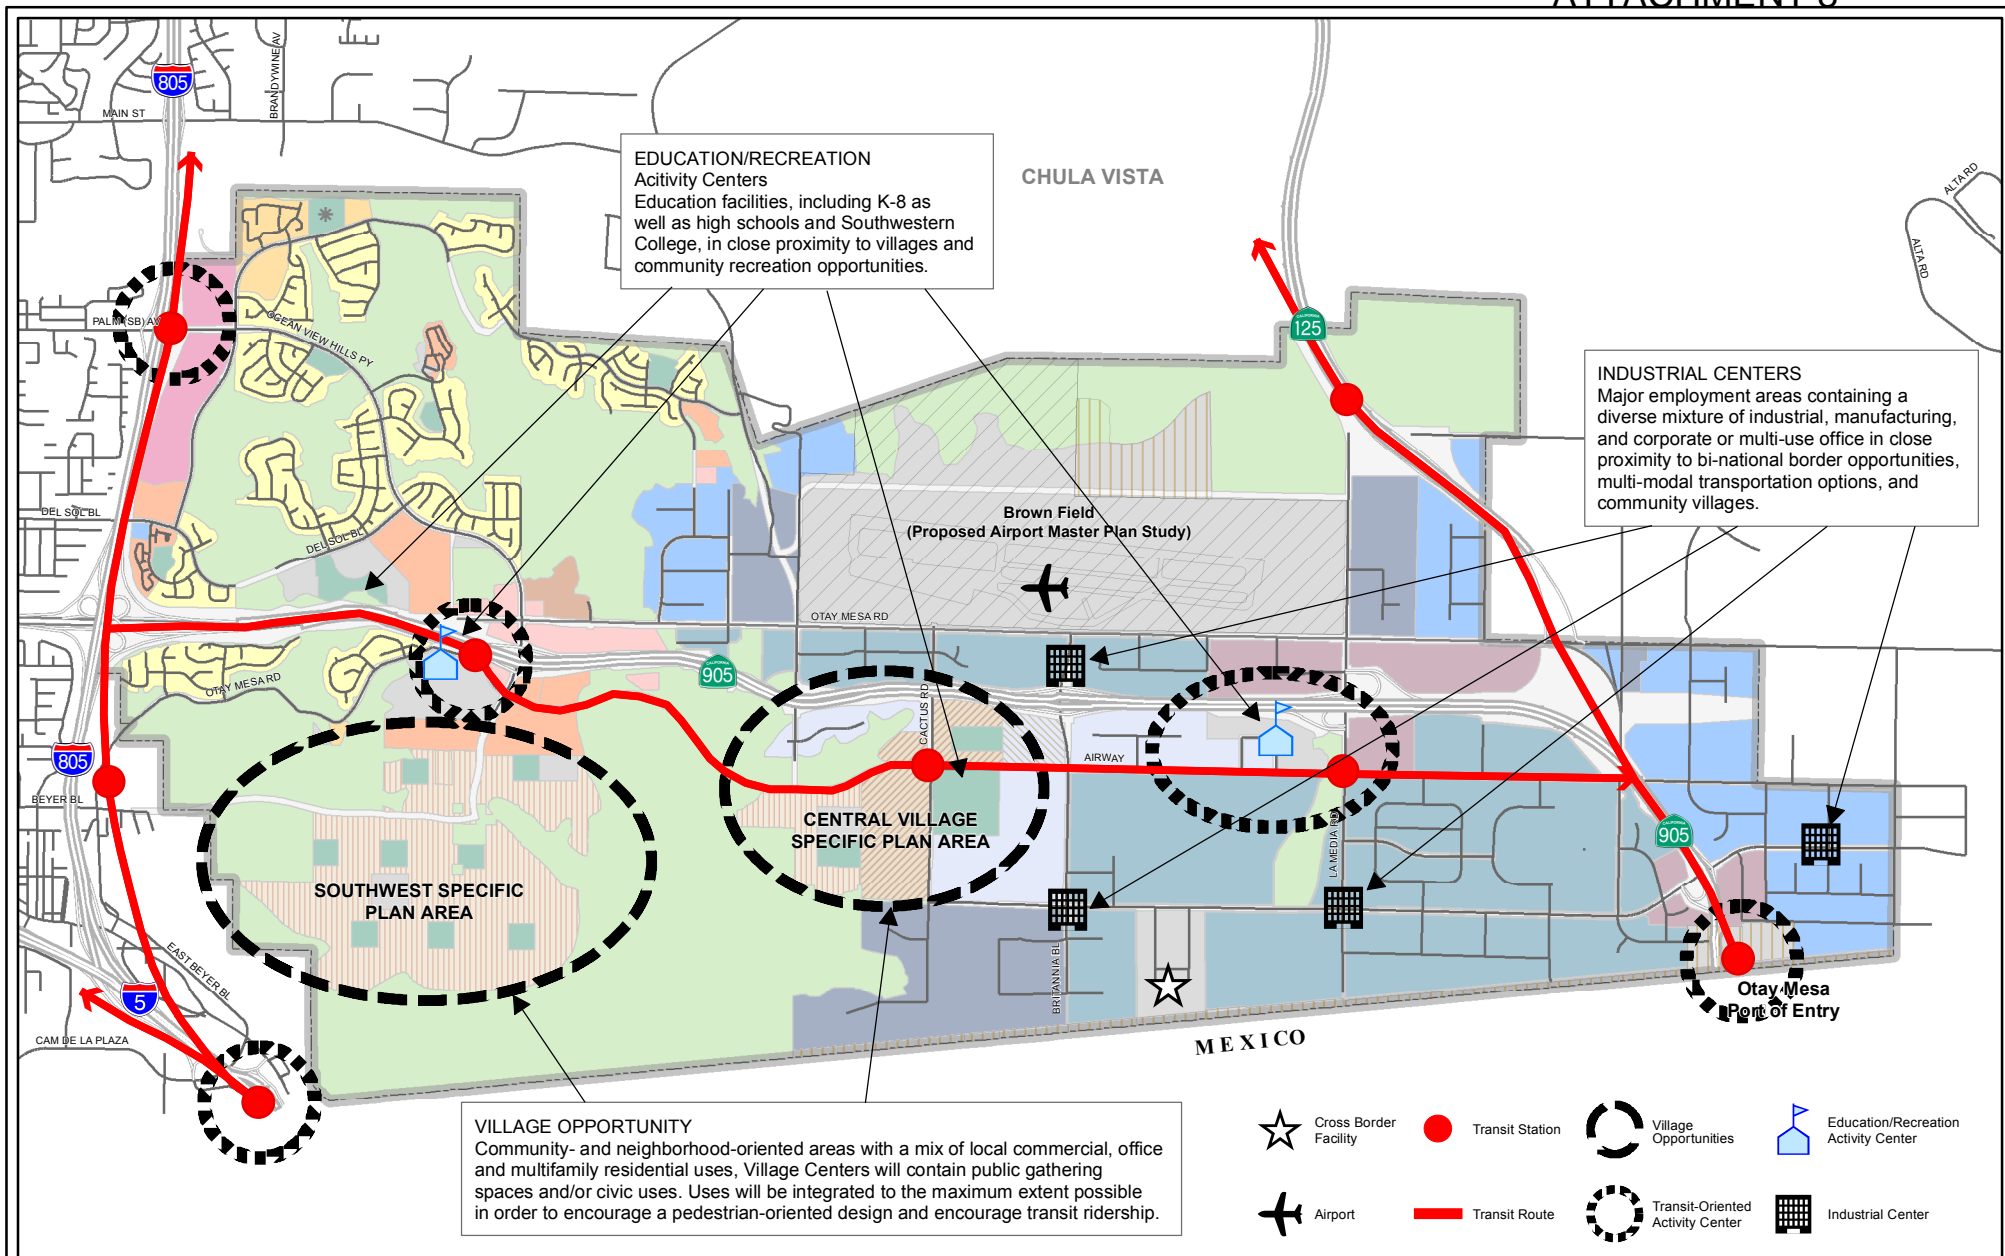 805
BRANDYWINE AV
MAIN ST
EDUCATION/RECREATION
Acitivity Centers
Education facilities, including K-8 as
well as high schools and Southwestern
College, in close proximity to villages and
community recreation opportunities.
CHULA VISTA
ALTA RD
ALTA RD
PALM (SB) AV
OCEAN VIEW HILLS PY
CALIFORNIA
125
INDUSTRIAL CENTERS
Major employment areas containing a
diverse mixture of industrial, manufacturing,
and corporate or multi-use office in close
proximity to bi-national border opportunities,
multi-modal transportation options, and
community villages.
DEL SOL BL
DEL SOL BL
Brown Field
(Proposed Airport Master Plan Study)
OTAY MESA RD
OTAY MESA RD
CALIFORNIA
905
CACTUS RD
AIRWAY
805
BEYER BL
CENTRAL VILLAGE
SPECIFIC PLAN AREA
LA MEDIA RD
CALIFORNIA
905
SOUTHWEST SPECIFIC
PLAN AREA
EAST BEYER BL
BRITANNIA BL
5
CAM DE LA PLAZA
Otay Mesa
Port of Entry
MEXICO
VILLAGE OPPORTUNITY
Community- and neighborhood-oriented areas with a mix of local commercial, office
and multifamily residential uses, Village Centers will contain public gathering
spaces and/or civic uses. Uses will be integrated to the maximum extent possible
in order to encourage a pedestrian-oriented design and encourage transit ridership.
Cross Border
Facility
Transit Station
Village
Opportunities
Education/Recreation
Activity Center
Airport
Transit Route
Transit-Oriented
Activity Center
Industrial Center